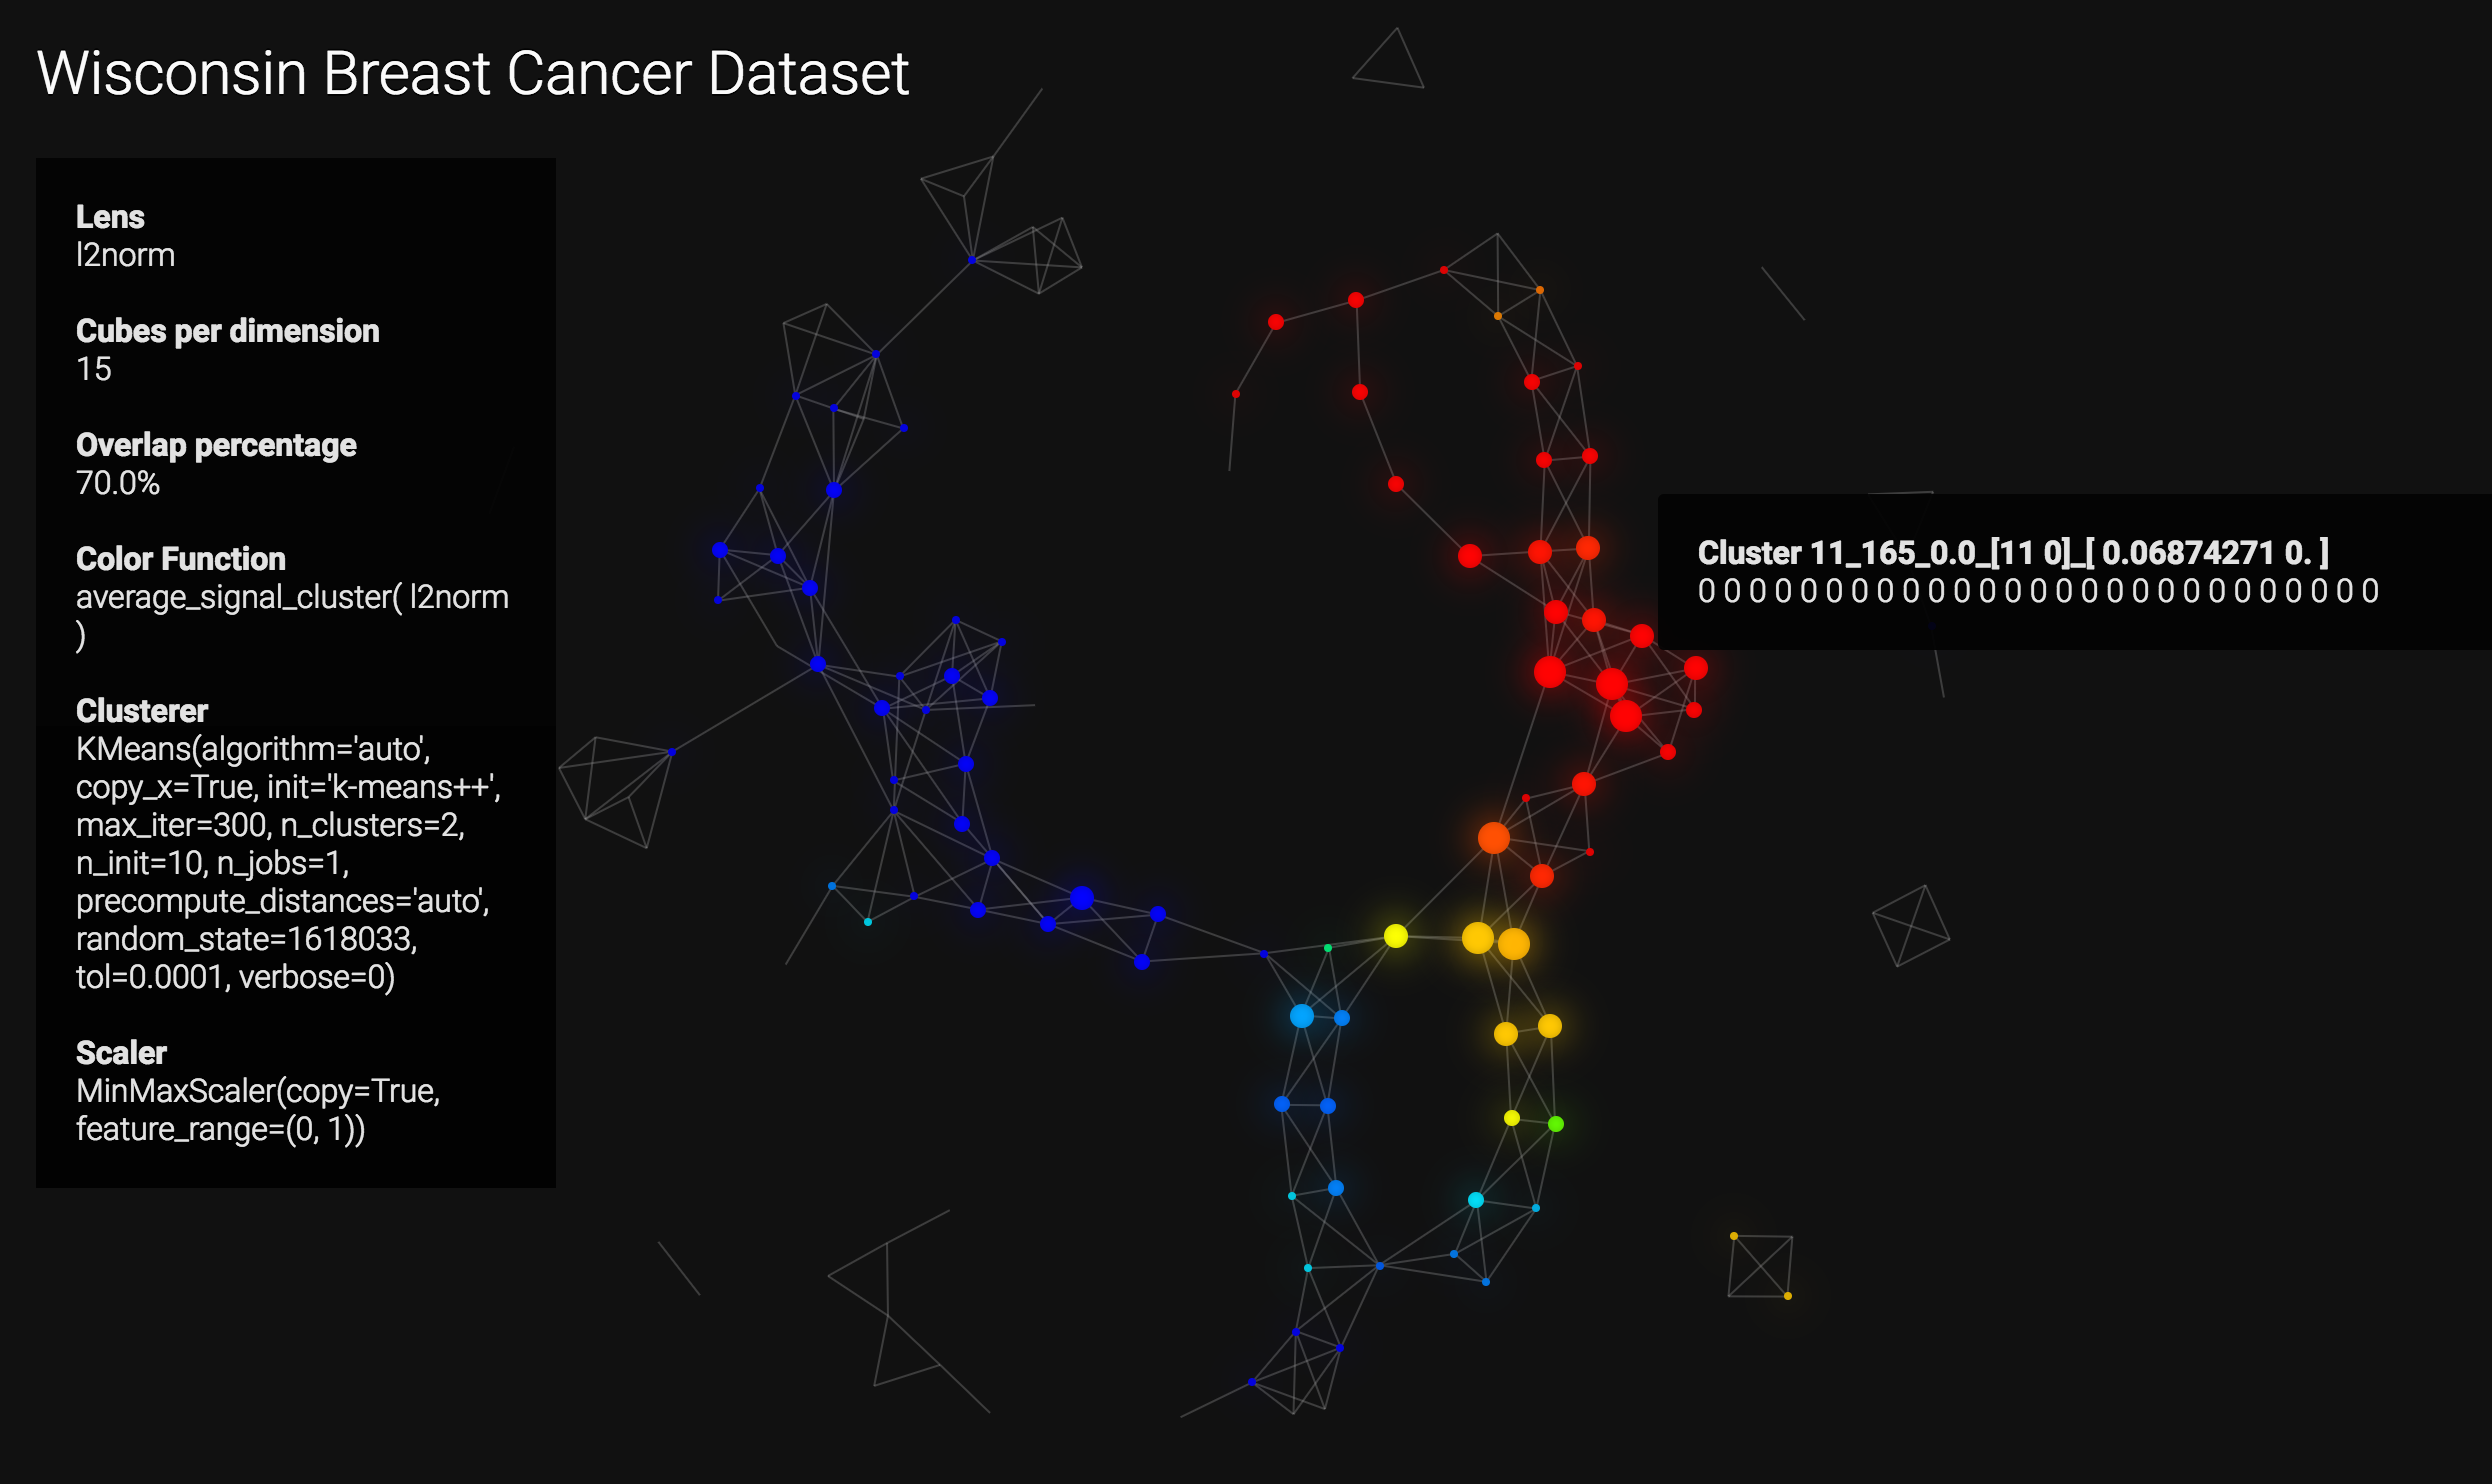 Wisconsin Breast Cancer Dataset
Lens
l2norm
Cubes per dimension
15
Overlap percentage
70.0%
Color Function
average_signal_cluster( l2norm
)
Clusterer
KMeans(algorithm='auto',
copy_x=True, init='k-means++',
max_iter=300, n_clusters=2,
n_init=10, n_jobs=1,
precompute_distances='auto',
random_state=1618033,
tol=0.0001, verbose=0)
Scaler
MinMaxScaler(copy=True,
feature_range=(0, 1))
Cluster 11_165_0.0_[11 0]_[ 0.06874271 0. ]
0 0 0 0 0 0 0 0 0 0 0 0 0 0 0 0 0 0 0 0 0 0 0 0 0 0 0